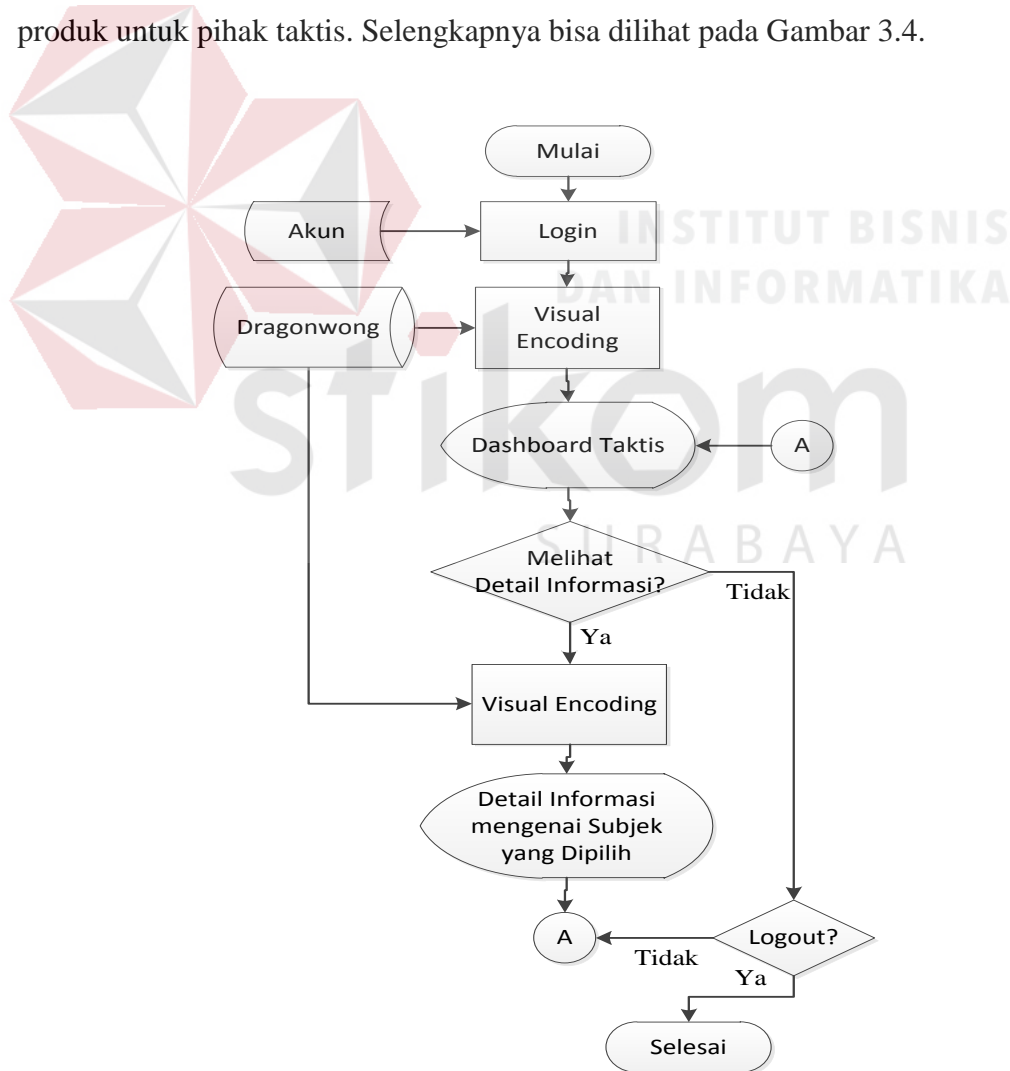 produk untuk pihak taktis. Selengkapnya bisa dilihat pada Gambar 3.4.
Mulai
Akun
Login
INSTITUT BISNIS
DAN INFORMATIKA
Dragonwong
Visual
Encoding
stikom
Dashboard Taktis
A
SURABAYA
Melihat
Detail Informasi?
Tidak
Ya
Visual Encoding
Detail Informasi
mengenai Subjek
yang Dipilih
A
Logout?
Tidak
Ya
Selesai